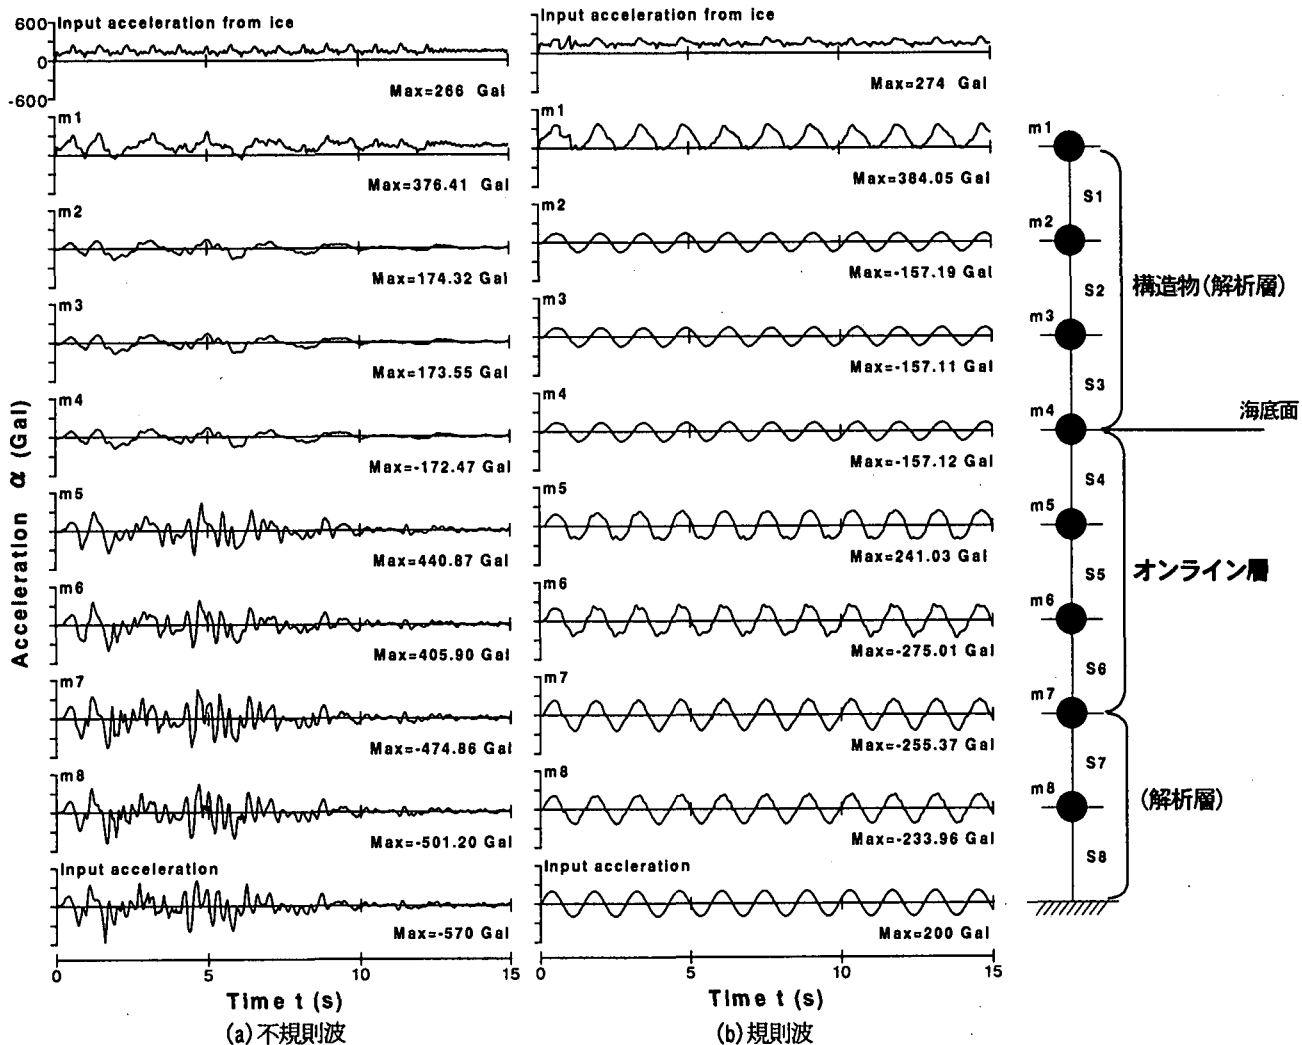 Input acceleration from ice
600
0
-600
Max=266 Gal
m1
Max=376.41 Gal
m2
Max=174.32 Gal
m3
Max=173.55 Gal
m4
Max=-172.47 Gal
m5
Max=440.87 Gal
m6
Max=405.90 Gal
m7
Max=-474.86 Gal
m8
Max=-501.20 Gal
Input acceleration
Max=-570 Gal
0 5 10 15
Time t (s)
(a)不規則波
Acceleration α (Gal)
Input acceleration from ice
Max=274 Gal
m1
Max=384.05 Gal
m2
Max=-157.19 Gal
m3
Max=-157.11 Gal
m4
Max=-157.12 Gal
m5
Max=241.03 Gal
m6
Max=-275.01 Gal
m7
Max=-255.37 Gal
m8
Max=-233.96 Gal
Input accleration
Max=200 Gal
0 5 10 15
Time t (s)
(b)規則波
m1
S1
m2
S2
構造物(解析層)
m3
S3
m4
海底面
S4
m5
S5
オンライン層
m6
S6
m7
S7
m8
(解析層)
S8